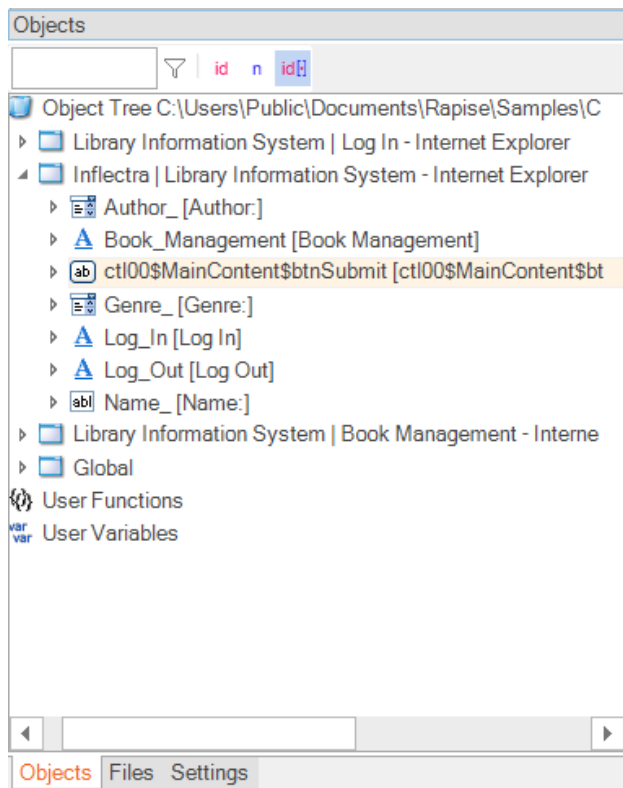 Objects
id n id[•]
Object Tree C:\Users\Public\Documents\Rapise\Samples\C
Library Information System | Log In - Internet Explorer
Inflectra | Library Information System - Internet Explorer
Author_ [Author:]
A Book_Management [Book Management]
ab ctl00$MainContent$btnSubmit [ctl00$MainContent$bt
Genre_ [Genre:]
A Log_In [Log In]
A Log_Out [Log Out]
abl Name_ [Name:]
Library Information System | Book Management - Interne
Global
{()} User Functions
var var User Variables
Objects Files Settings